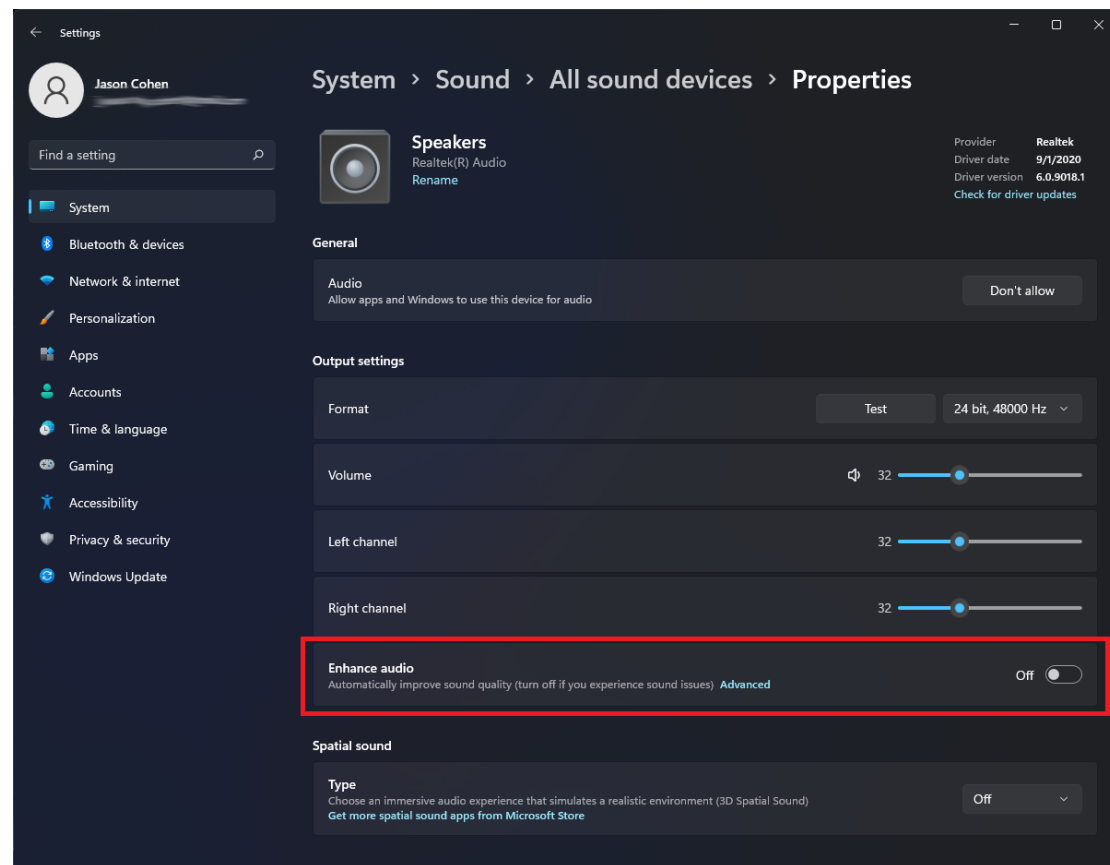 Settings
Jason Cohen
Find a setting
System
Bluetooth & devices
Network & internet
Personalization
Apps
Accounts
Time & language
Gaming
Accessibility
Privacy & security
Windows Update
System > Sound > All sound devices > Properties
Speakers
Realtek(R) Audio
Rename
Provider Realtek
Driver date 9/1/2020
Driver version 6.0.9018.1
Check for driver updates
General
Audio
Allow apps and Windows to use this device for audio
Don't allow
Output settings
Format Test 24 bit, 48000 Hz
Volume 32
Left channel 32
Right channel 32
Enhance audio
Automatically improve sound quality (turn off if you experience sound issues) Advanced
Off
Spatial sound
Type
Choose an immersive audio experience that simulates a realistic environment (3D Spatial Sound)
Get more spatial sound apps from Microsoft Store
Off